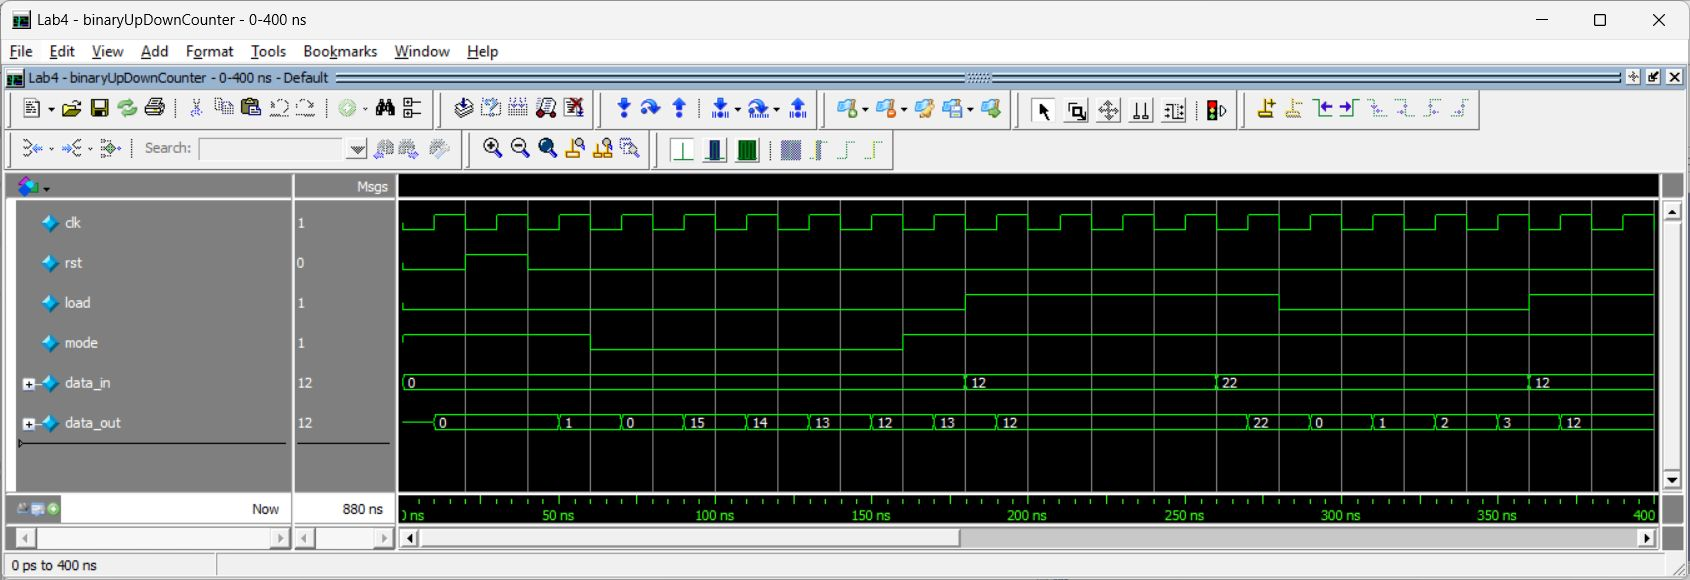 Lab4 - binaryUpDownCounter - 0-400 ns
File Edit View Add Format Tools Bookmarks Window Help
Lab4 - binaryUpDownCounter - 0-400 ns - Default
Search:
Msgs
clk 1
rst 0
load 1
mode 1
data_in 12 0 12 22 12
data_out 12 0 1 0 15 14 13 12 13 12 22 0 1 2 3 12
Now 880 ns 0 ns 50 ns 100 ns 150 ns 200 ns 250 ns 300 ns 350 ns 400
0 ps to 400 ns